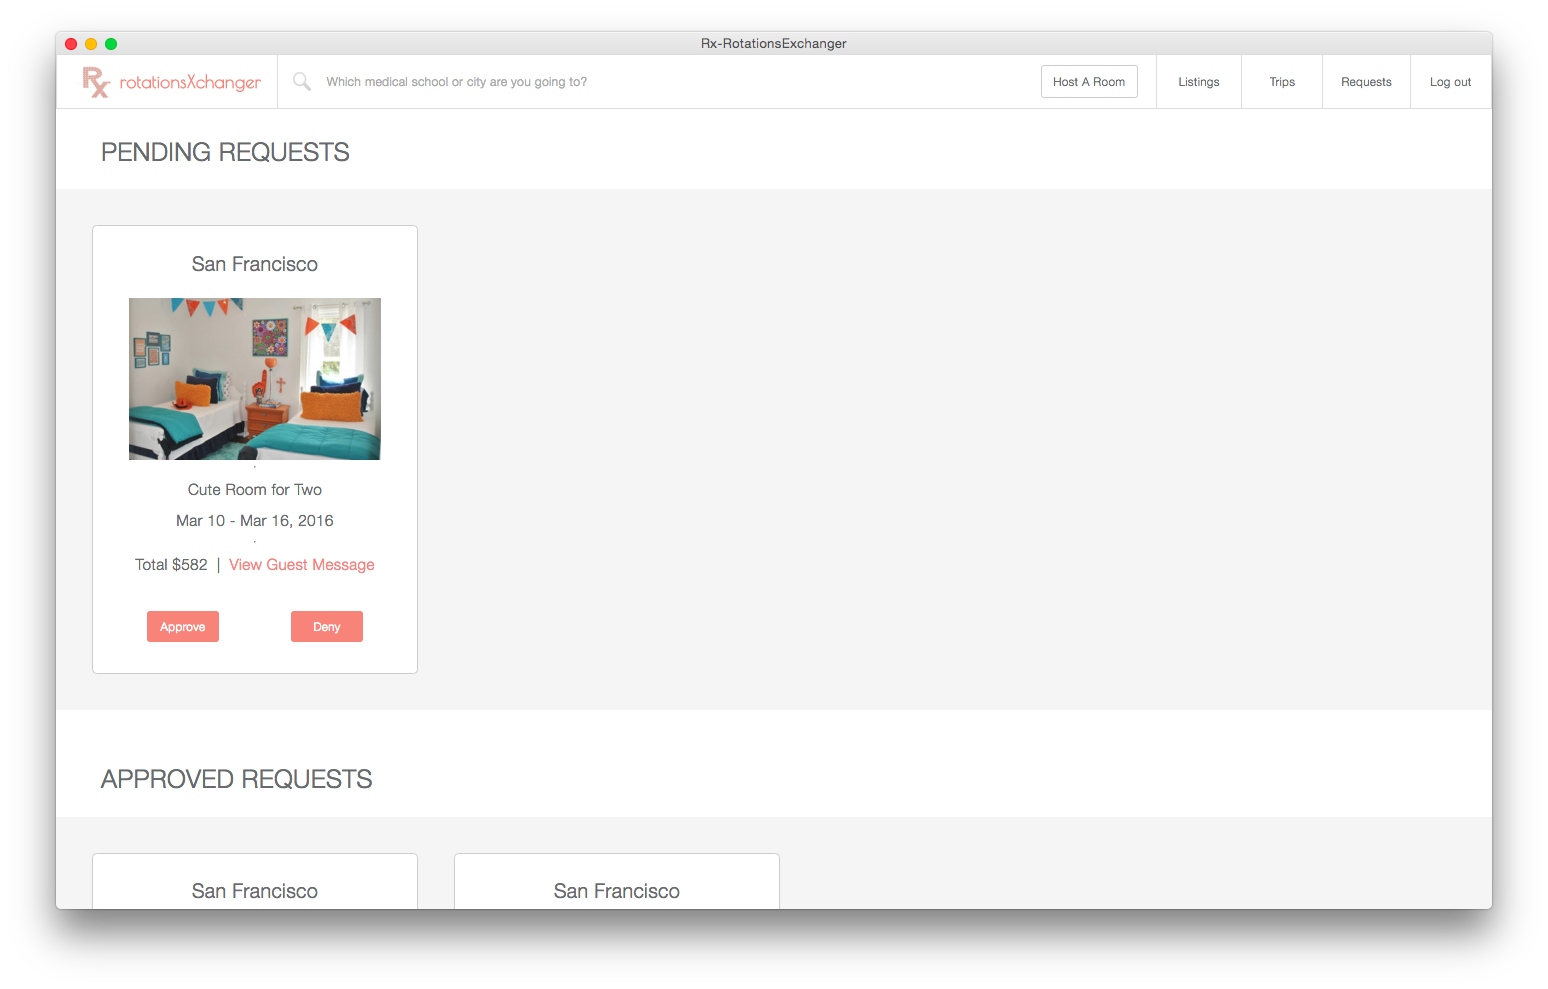 Rx-RotationsExchanger
Rx rotationsXchanger
Which medical school or city are you going to?
Host A Room
Listings
Trips
Requests
Log out
PENDING REQUESTS
San Francisco
Cute Room for Two
Mar 10 - Mar 16, 2016
Total $582 | View Guest Message
Approve
Deny
APPROVED REQUESTS
San Francisco
San Francisco